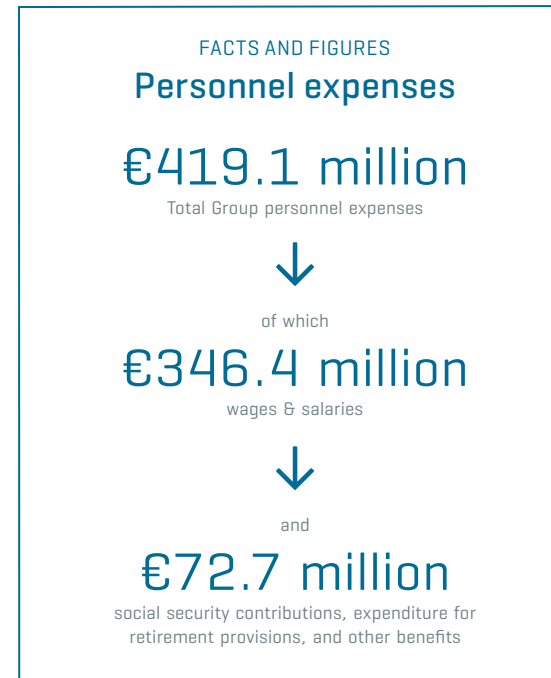 FACTS AND FIGURES
Personnel expenses
€419.1 million
Total Group personnel expenses
of which
€346.4 million
wages & salaries
and
€72.7 million
social security contributions, expenditure for
retirement provisions, and other benefits